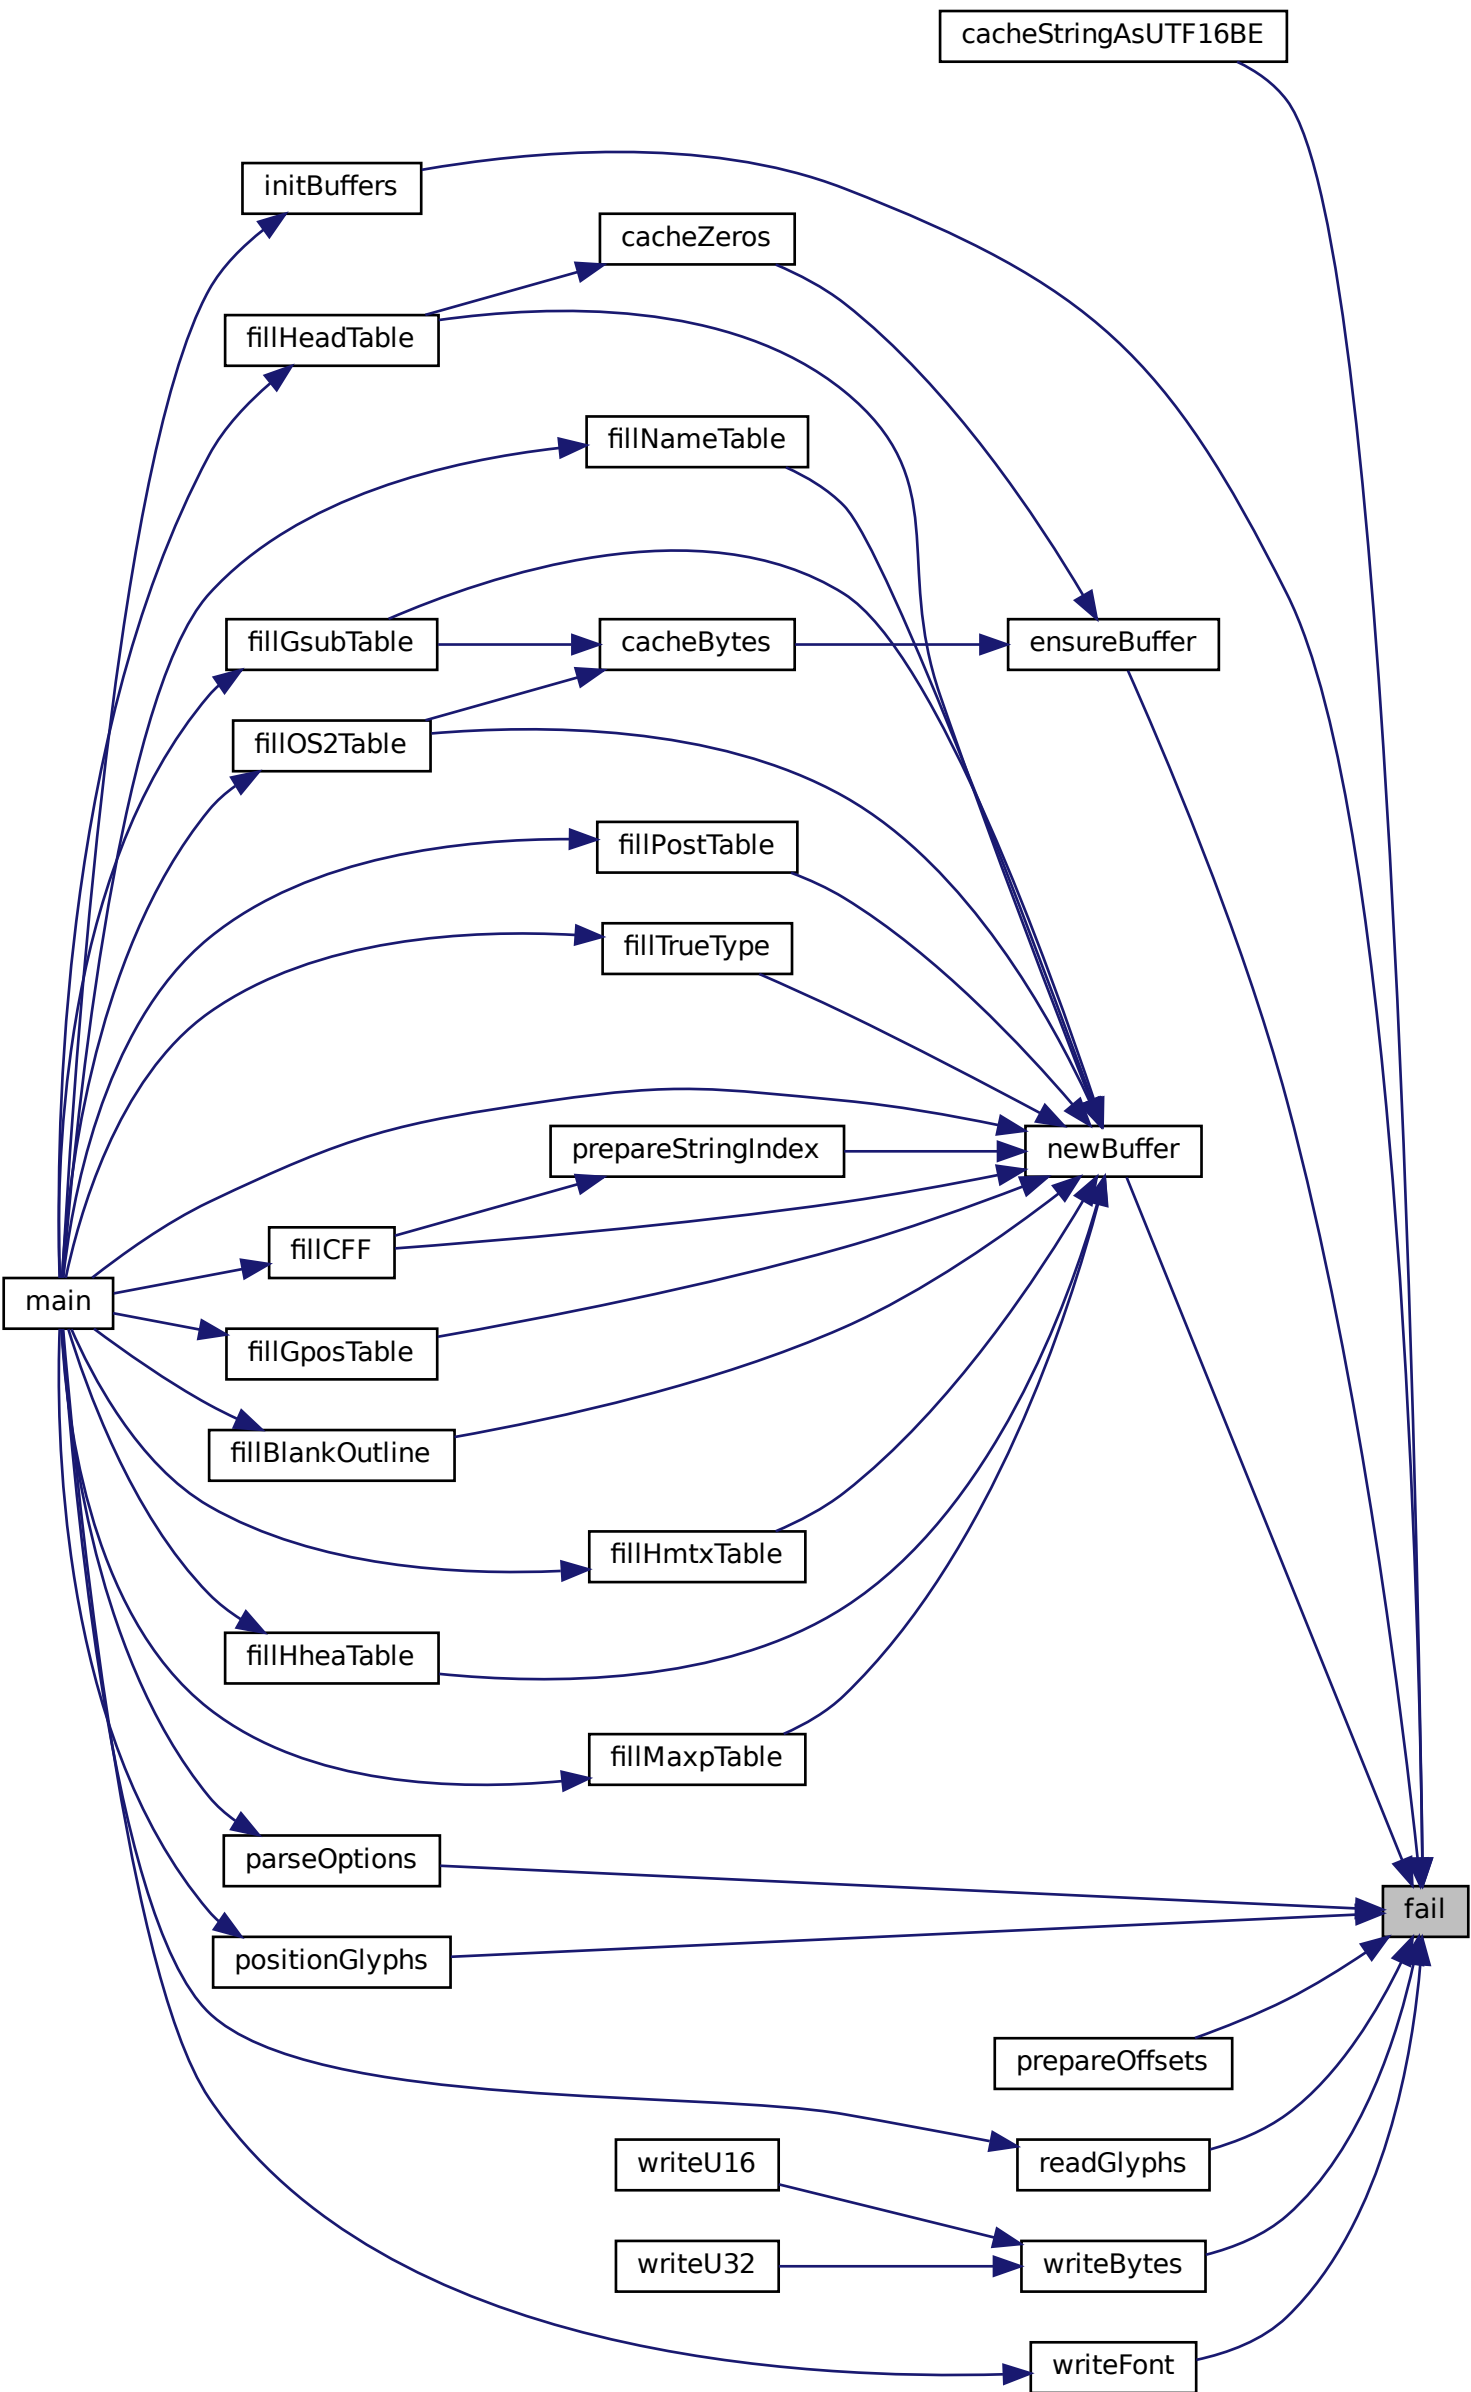 cacheStringAsUTF16BE
initBuffers
cacheZeros
fillHeadTable
fillNameTable
fillGsubTable
cacheBytes
ensureBuffer
fillOS2Table
fillPostTable
fillTrueType
prepareStringIndex
newBuffer
fillCFF
main
fillGposTable
fillBlankOutline
fillHmtxTable
fillHheaTable
fillMaxpTable
parseOptions
fail
positionGlyphs
prepareOffsets
readGlyphs
writeU16
writeU32
writeBytes
writeFont